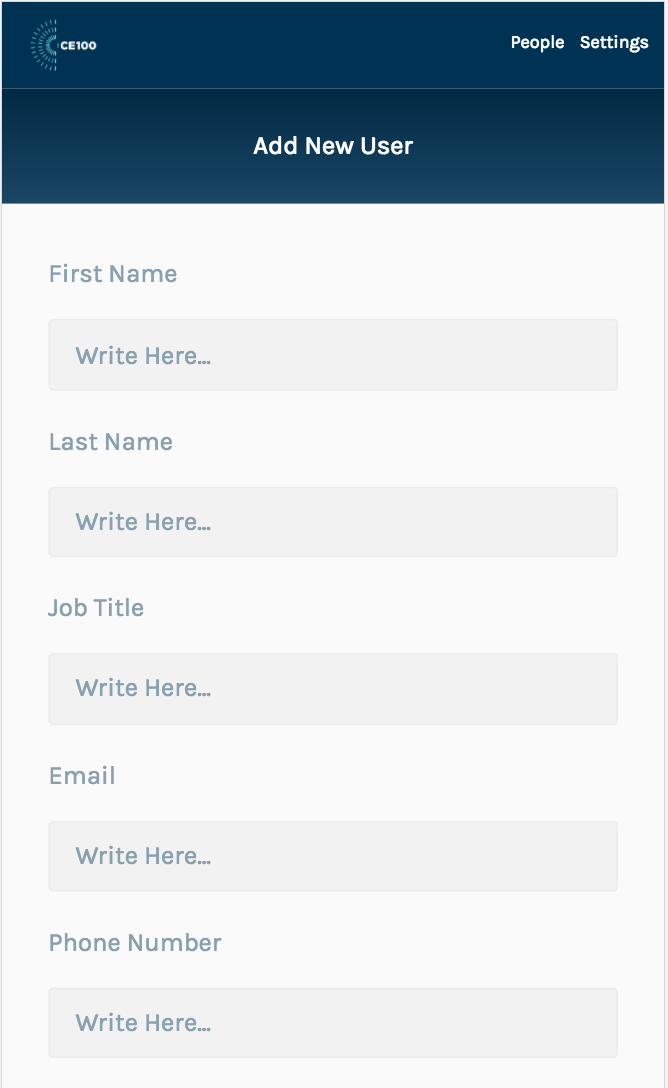 CE100
People Settings
Add New User
First Name
Write Here...
Last Name
Write Here...
Job Title
Write Here...
Email
Write Here...
Phone Number
Write Here...